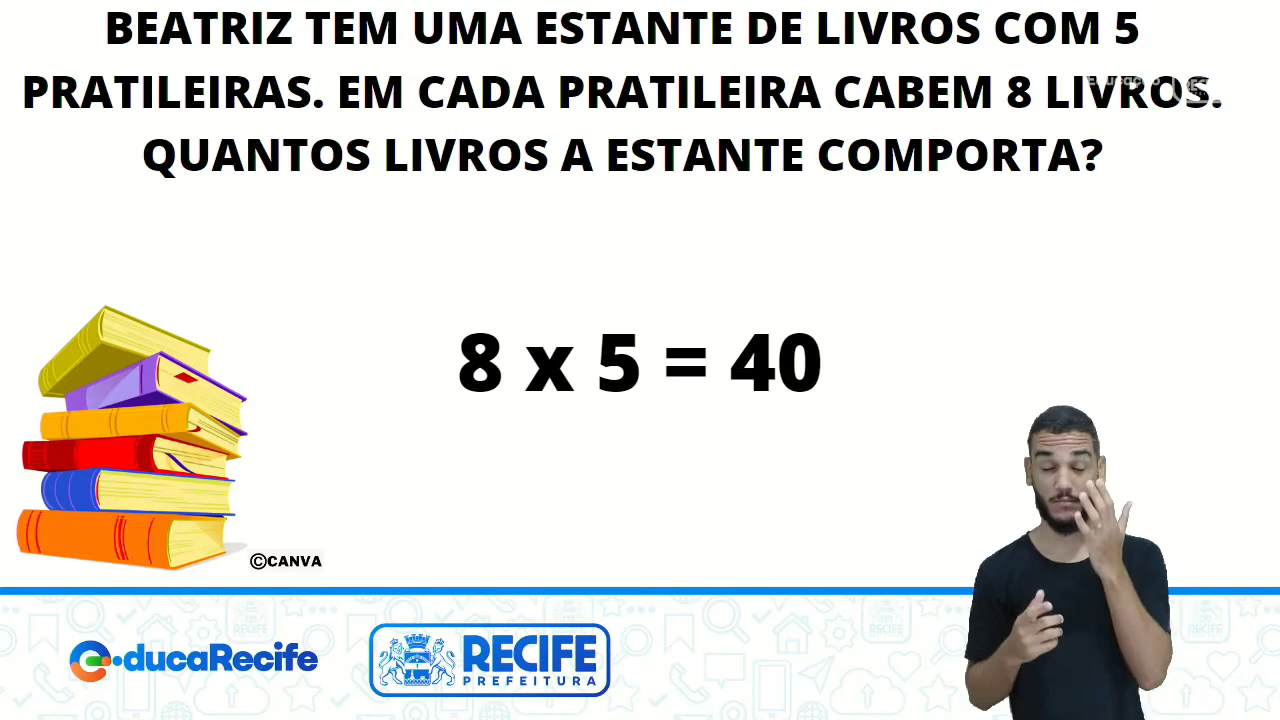 BEATRIZ TEM UMA ESTANTE DE LIVROS COM 5
PRATILEIRAS. EM CADA PRATILEIRA CABEM 8 LIVROS.
QUANTOS LIVROS A ESTANTE COMPORTA?
8 x 5 = 40
©CANVA
educaRecife
RECIFE
PREFEITURA